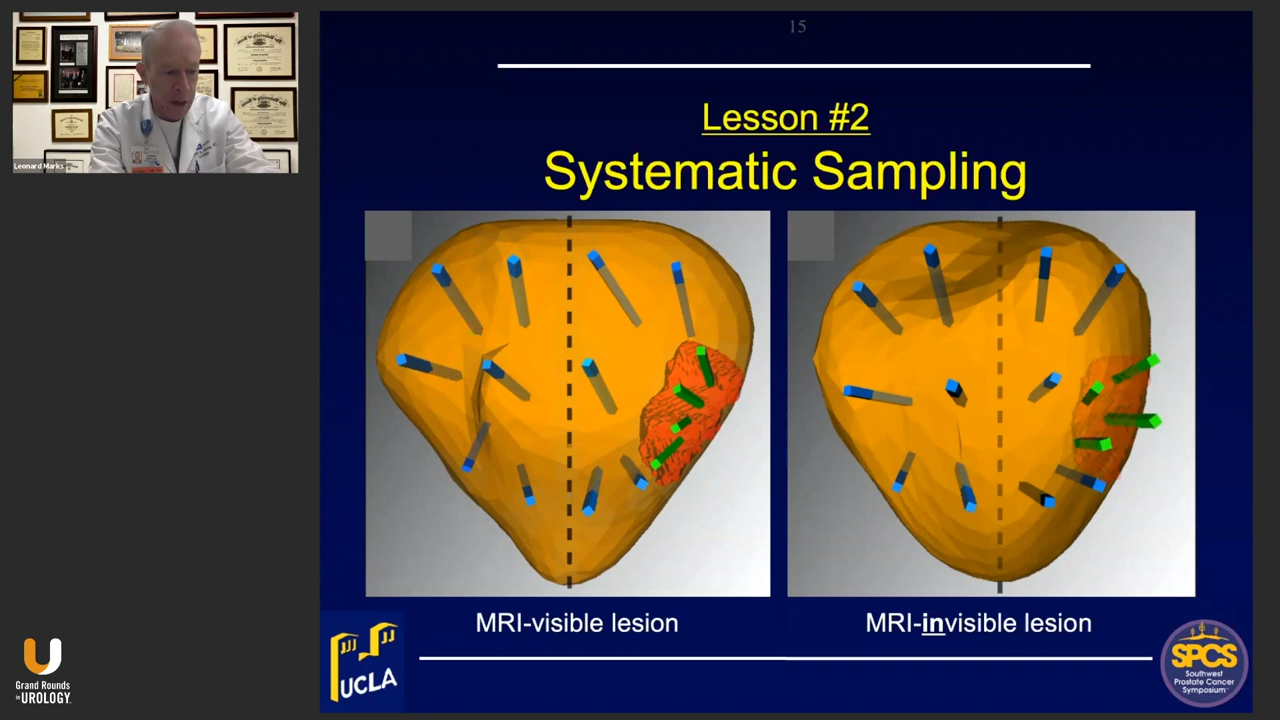 Leonard Marks
15
Lesson #2
Systematic Sampling
MRI-visible lesion
MRI-invisible lesion
UCLA
SPCS
Southwest
Prostate Cancer
Symposium
Grand Rounds
in UROLOGY